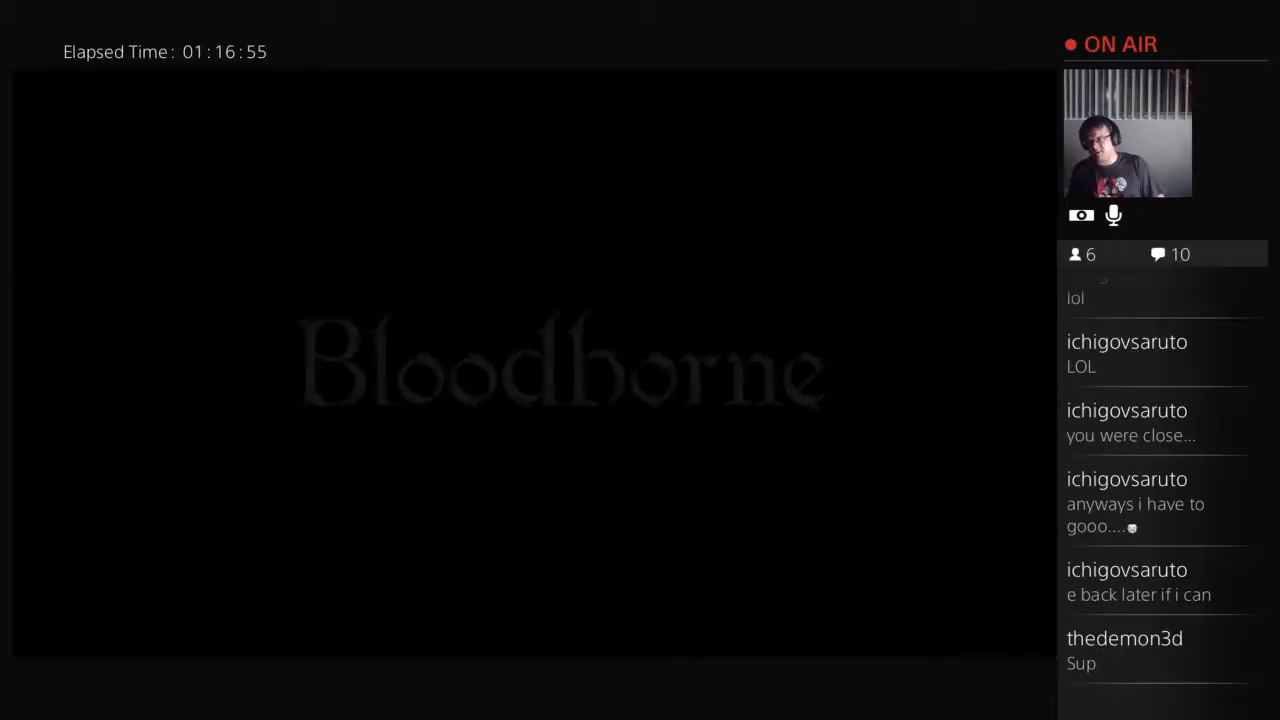 Elapsed Time: 01:16:55
ON AIR
6
10
lol
ichigovsaruto
LOL
ichigovsaruto
you were close...
ichigovsaruto
anyways i have to
gooo....
ichigovsaruto
e back later if i can
thedemon3d
Sup
Bloodborne